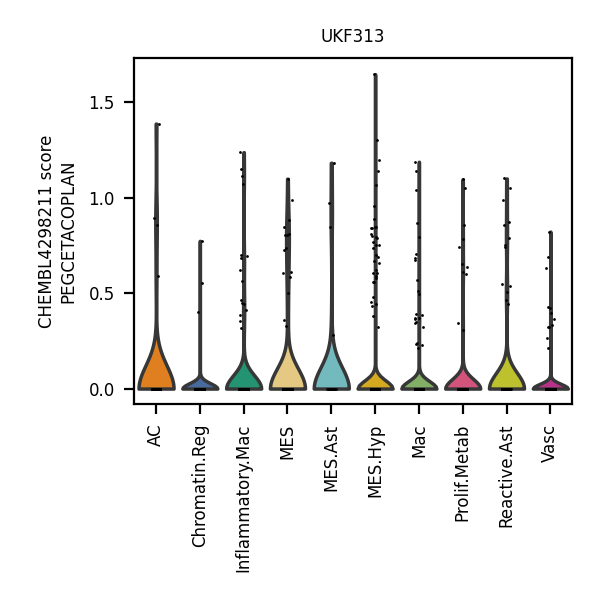 UKF313
CHEMBL4298211 score
PEGCETACOPLAN
1.5
1.0
0.5
0.0
AC
Chromatin.Reg
Inflammatory.Mac
MES
MES.Ast
MES.Hyp
Mac
Prolif.Metab
Reactive.Ast
Vasc